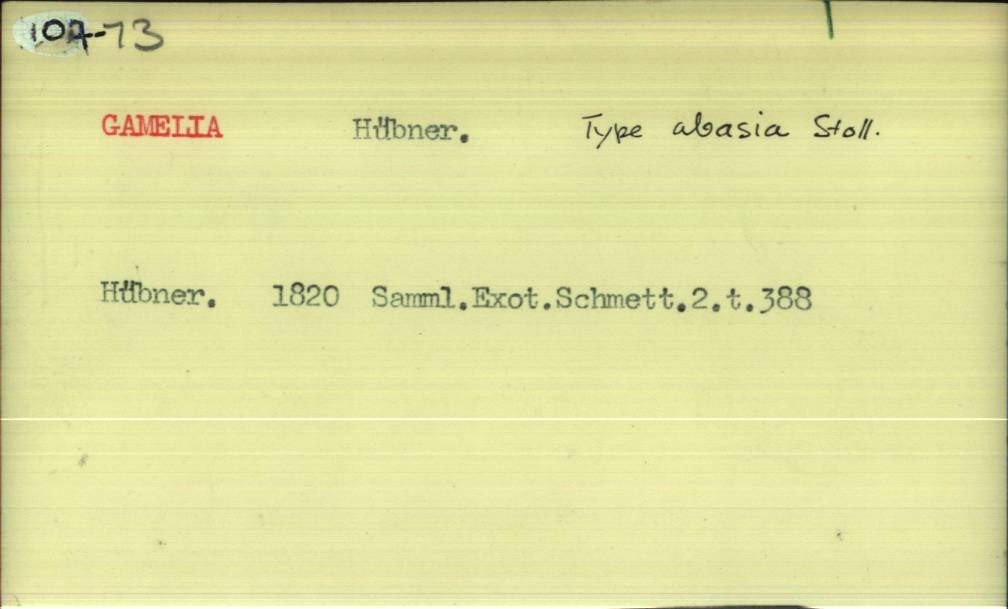 107-73
GAMELIA Hübner. Type abasia Stoll.
Hübner. 1820 Samml.Exot.Schmett.2.t.388